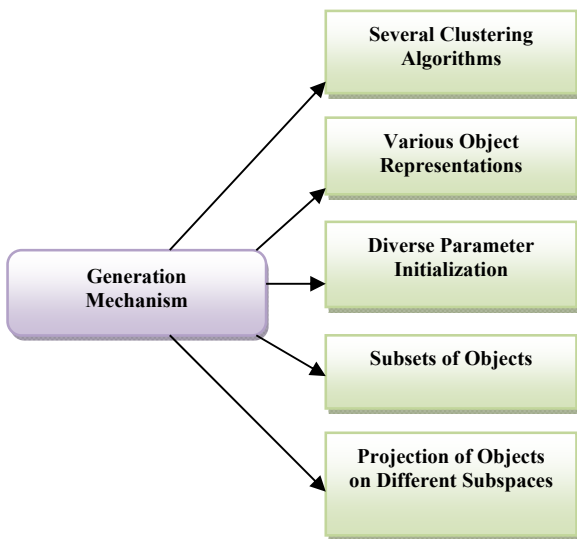 Several Clustering
Algorithms
Various Object
Representations
Diverse Parameter
Initialization
Generation
Mechanism
Subsets of Objects
Projection of Objects
on Different Subspaces